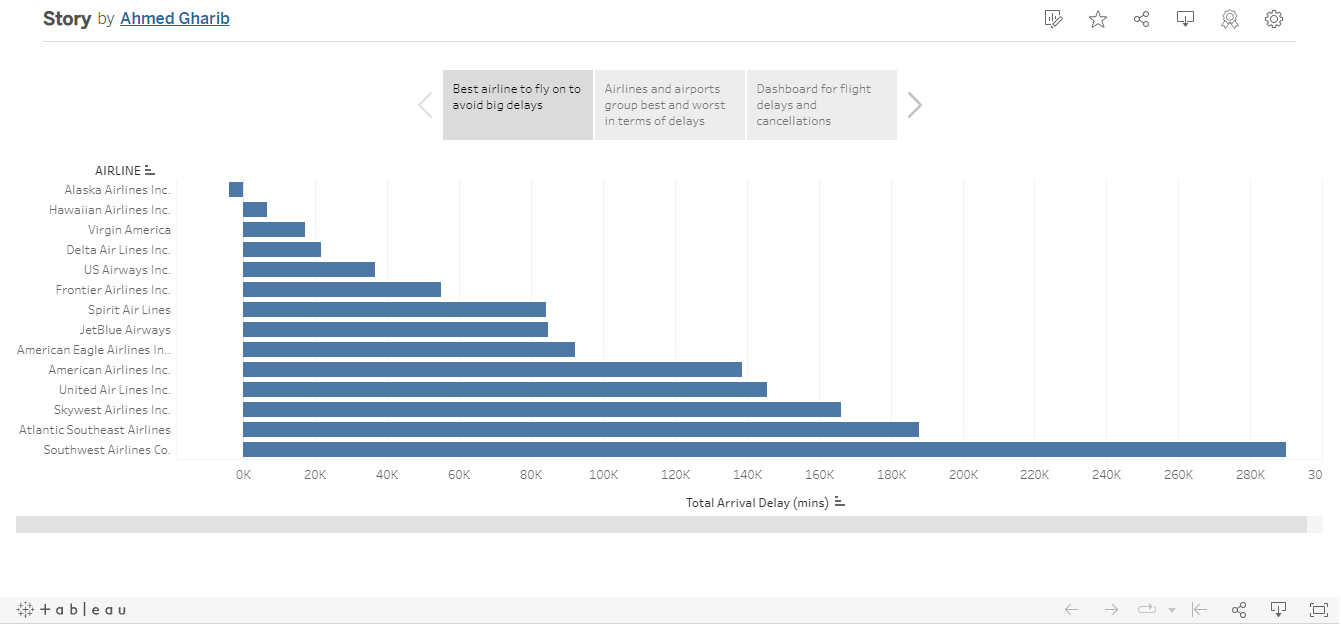 Story by Ahmed Gharib
Best airline to fly on to
avoid big delays
Airlines and airports
group best and worst
in terms of delays
Dashboard for flight
delays and
cancellations
AIRLINE
Alaska Airlines Inc.
Hawaiian Airlines Inc.
Virgin America
Delta Air Lines Inc.
US Airways Inc.
Frontier Airlines Inc.
Spirit Air Lines
JetBlue Airways
American Eagle Airlines In..
American Airlines Inc.
United Air Lines Inc.
Skywest Airlines Inc.
Atlantic Southeast Airlines
Southwest Airlines Co.
0K 20K 40K 60K 80K 100K 120K 140K 160K 180K 200K 220K 240K 260K 280K 30
Total Arrival Delay (mins)
+ableau